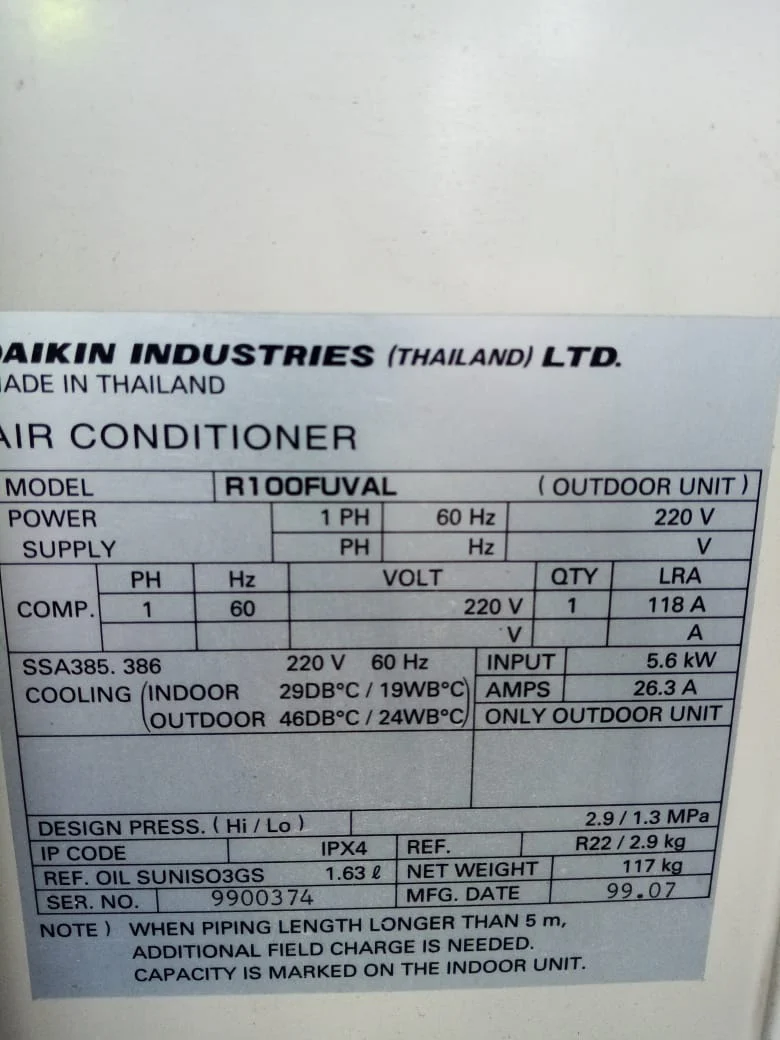 AIKIN INDUSTRIES (THAILAND) LTD.
ADE IN THAILAND
AIR CONDITIONER
MODEL R100FUVAL (OUTDOOR UNIT)
POWER 1 PH 60 Hz 220 V
SUPPLY PH Hz V
PH Hz VOLT QTY LRA
COMP. 1 60 220 V 1 118 A
V A
SSA385. 386 220 V 60 Hz INPUT 5.6 kW
COOLING (INDOOR 29DB°C / 19WB°C) AMPS 26.3 A
(OUTDOOR 46DB°C / 24WB°C) ONLY OUTDOOR UNIT
DESIGN PRESS. (Hi / Lo) 2.9 / 1.3 MPa
IP CODE IPX4 REF. R22 / 2.9 kg
REF. OIL SUNISO3GS 1.63 ℓ NET WEIGHT 117 kg
SER. NO. 9900374 MFG. DATE 99.07
NOTE ) WHEN PIPING LENGTH LONGER THAN 5 m,
ADDITIONAL FIELD CHARGE IS NEEDED.
CAPACITY IS MARKED ON THE INDOOR UNIT.